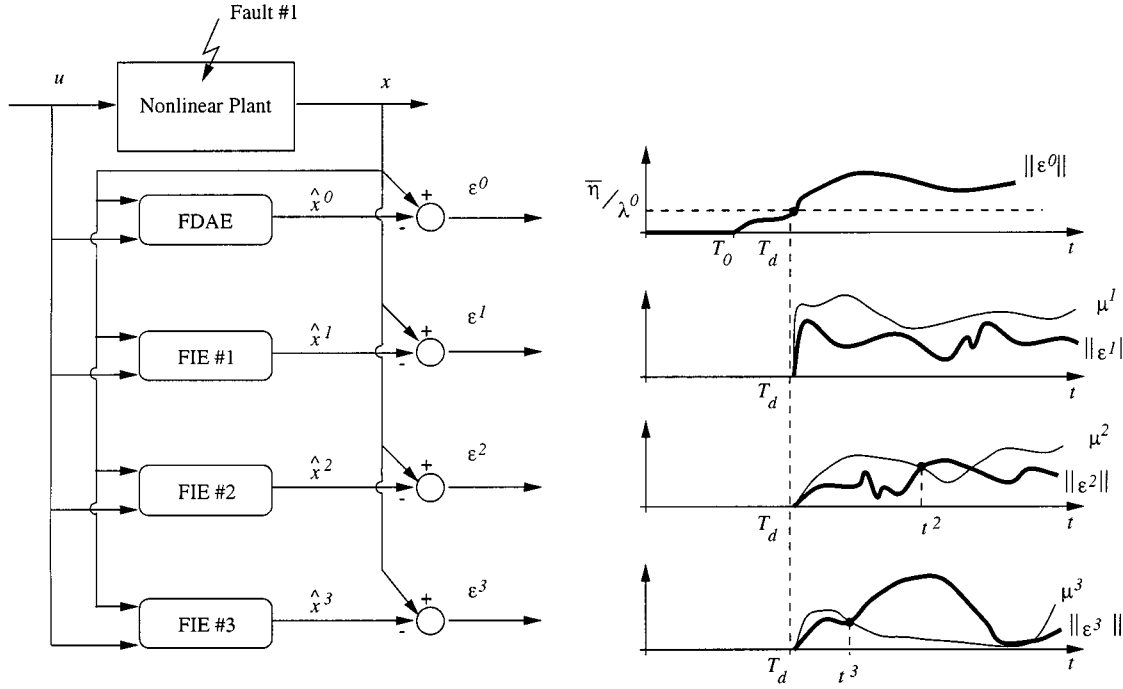 Fault #1
u
Nonlinear Plant
x
FDAE
x̂⁰
+
-
ε⁰
FIE #1
x̂¹
+
-
ε¹
FIE #2
x̂²
+
-
ε²
FIE #3
x̂³
+
-
ε³
η̄/λ⁰
||ε⁰||
T₀
T_d
t
μ¹
||ε¹|
T_d
t
μ²
||ε²||
T_d
t²
t
μ³
||ε³ ||
T_d
t³
t